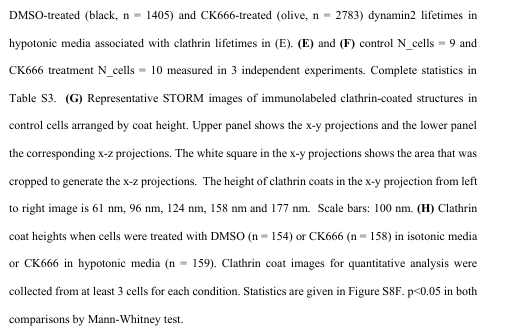 DMSO-treated (black, n = 1405) and CK666-treated (olive, n = 2783) dynamin2 lifetimes in
hypotonic media associated with clathrin lifetimes in (E). (E) and (F) control N_cells = 9 and
CK666 treatment N_cells = 10 measured in 3 independent experiments. Complete statistics in
Table S3. (G) Representative STORM images of immunolabeled clathrin-coated structures in
control cells arranged by coat height. Upper panel shows the x-y projections and the lower panel
the corresponding x-z projections. The white square in the x-y projections shows the area that was
cropped to generate the x-z projections. The height of clathrin coats in the x-y projection from left
to right image is 61 nm, 96 nm, 124 nm, 158 nm and 177 nm. Scale bars: 100 nm. (H) Clathrin
coat heights when cells were treated with DMSO (n = 154) or CK666 (n = 158) in isotonic media
or CK666 in hypotonic media (n = 159). Clathrin coat images for quantitative analysis were
collected from at least 3 cells for each condition. Statistics are given in Figure S8F. p<0.05 in both
comparisons by Mann-Whitney test.